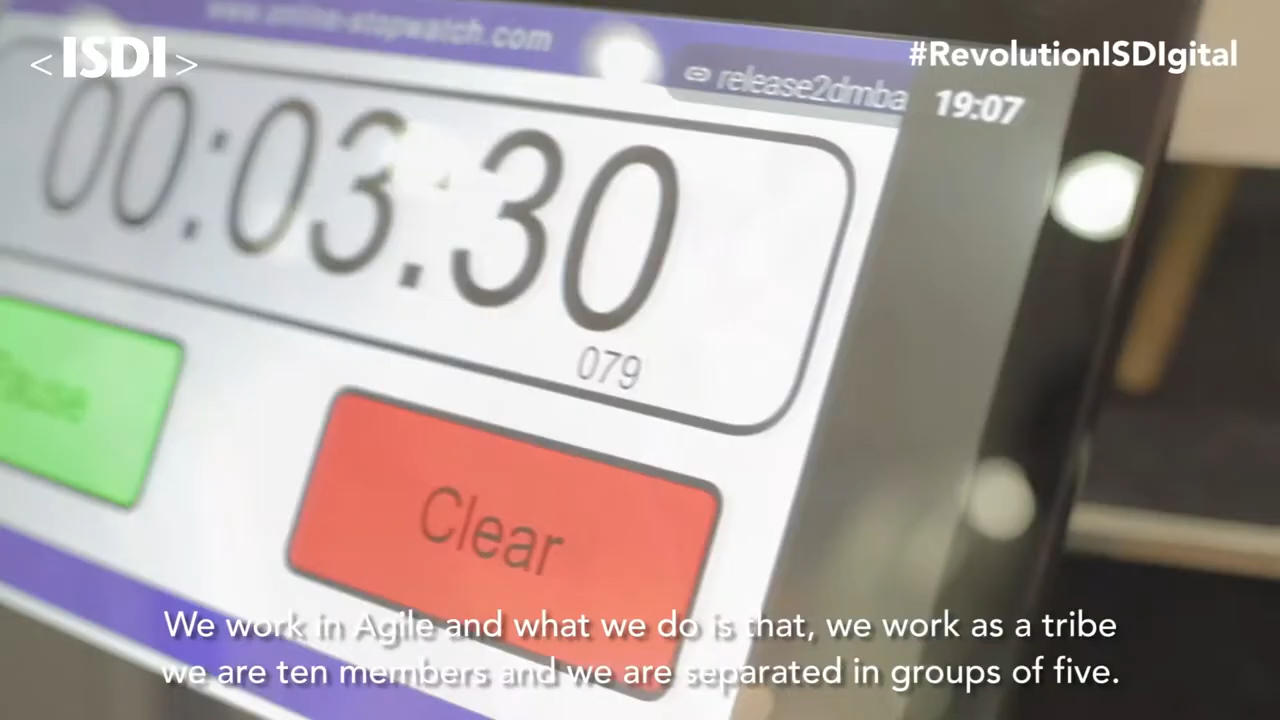 www.online-stopwatch.com
<ISDI>
#RevolutionISDIgital
release2dmba
19:07
00:03.30
079
Pause
Clear
We work in Agile and what we do is that, we work as a tribe
we are ten members and we are separated in groups of five.